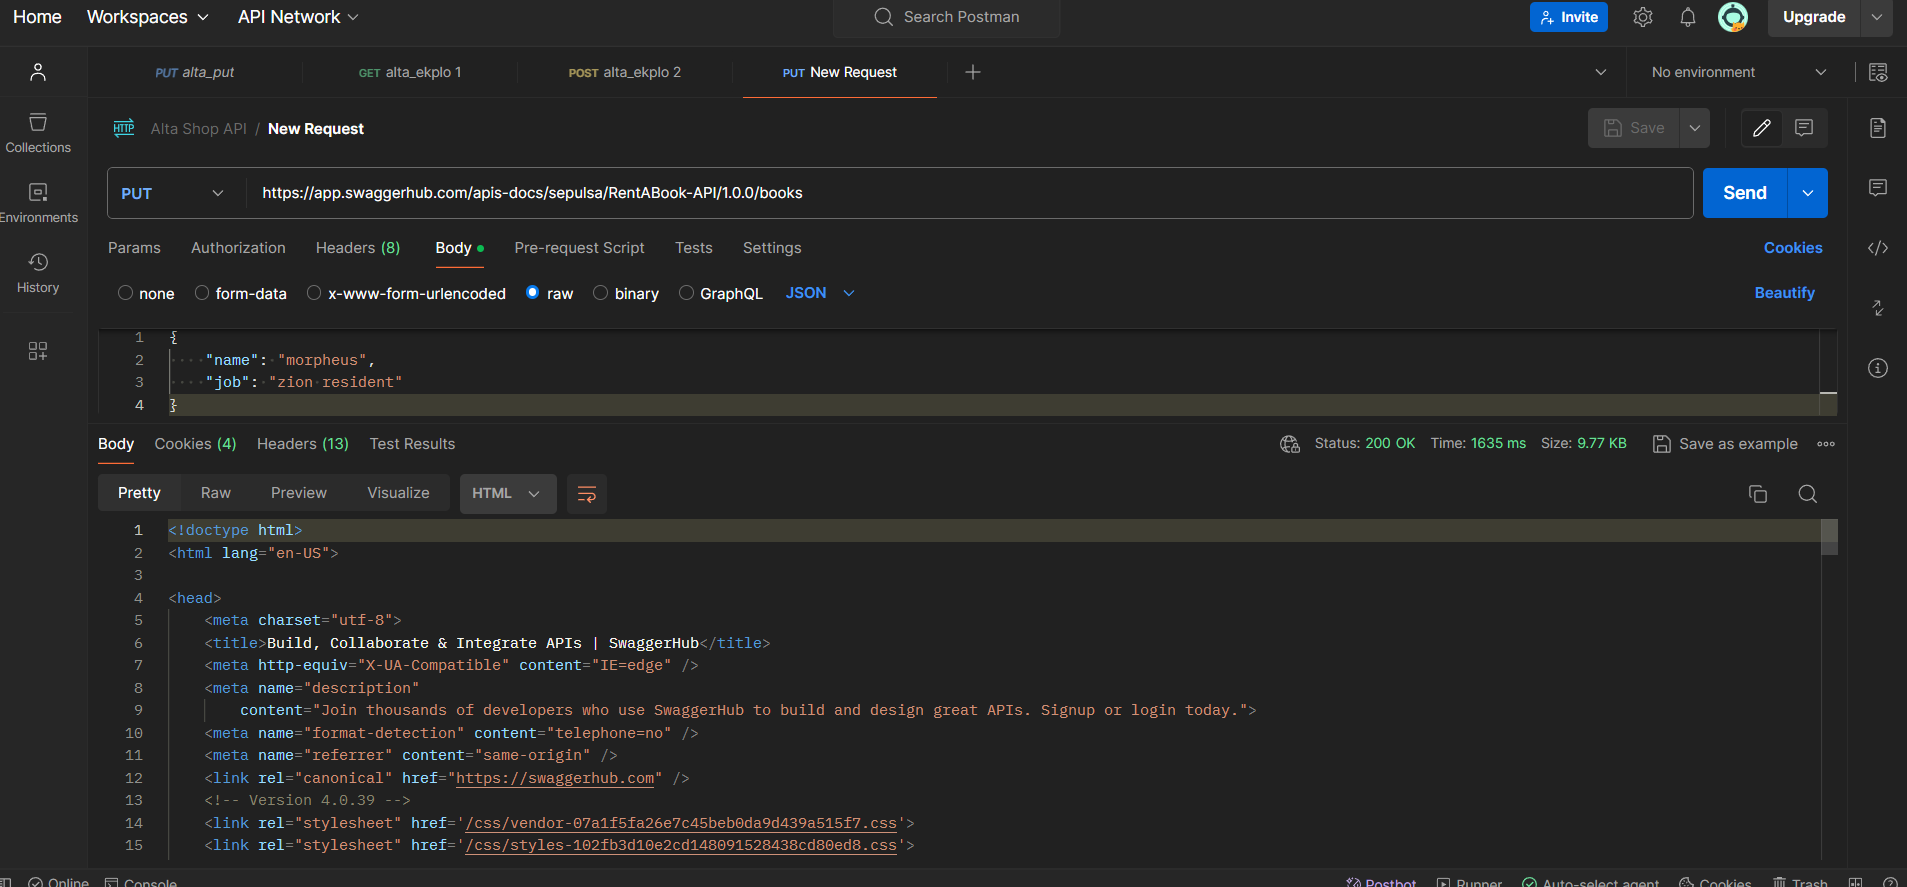 Home Workspaces API Network Search Postman Invite Upgrade
PUT alta_put GET alta_ekplo 1 POST alta_ekplo 2 PUT New Request No environment
HTTP Alta Shop API / New Request Save
Collections
PUT https://app.swaggerhub.com/apis-docs/sepulsa/RentABook-API/1.0.0/books Send
Environments
Params Authorization Headers (8) Body Pre-request Script Tests Settings Cookies
History
none form-data x-www-form-urlencoded raw binary GraphQL JSON Beautify
1 {
2 "name": "morpheus",
3 "job": "zion resident"
4 }
Body Cookies (4) Headers (13) Test Results Status: 200 OK Time: 1635 ms Size: 9.77 KB Save as example
Pretty Raw Preview Visualize HTML
1 <!doctype html>
2 <html lang="en-US">
3
4 <head>
5 <meta charset="utf-8">
6 <title>Build, Collaborate & Integrate APIs | SwaggerHub</title>
7 <meta http-equiv="X-UA-Compatible" content="IE=edge" />
8 <meta name="description"
9 content="Join thousands of developers who use SwaggerHub to build and design great APIs. Signup or login today.">
10 <meta name="format-detection" content="telephone=no" />
11 <meta name="referrer" content="same-origin" />
12 <link rel="canonical" href="https://swaggerhub.com" />
13 <!-- Version 4.0.39 -->
14 <link rel="stylesheet" href='/css/vendor-07a1f5fa26e7c45beb0da9d439a515f7.css'>
15 <link rel="stylesheet" href='/css/styles-102fb3d10e2cd148091528438cd80ed8.css'>
Online Console Postbot Runner Auto-select agent Cookies Trash